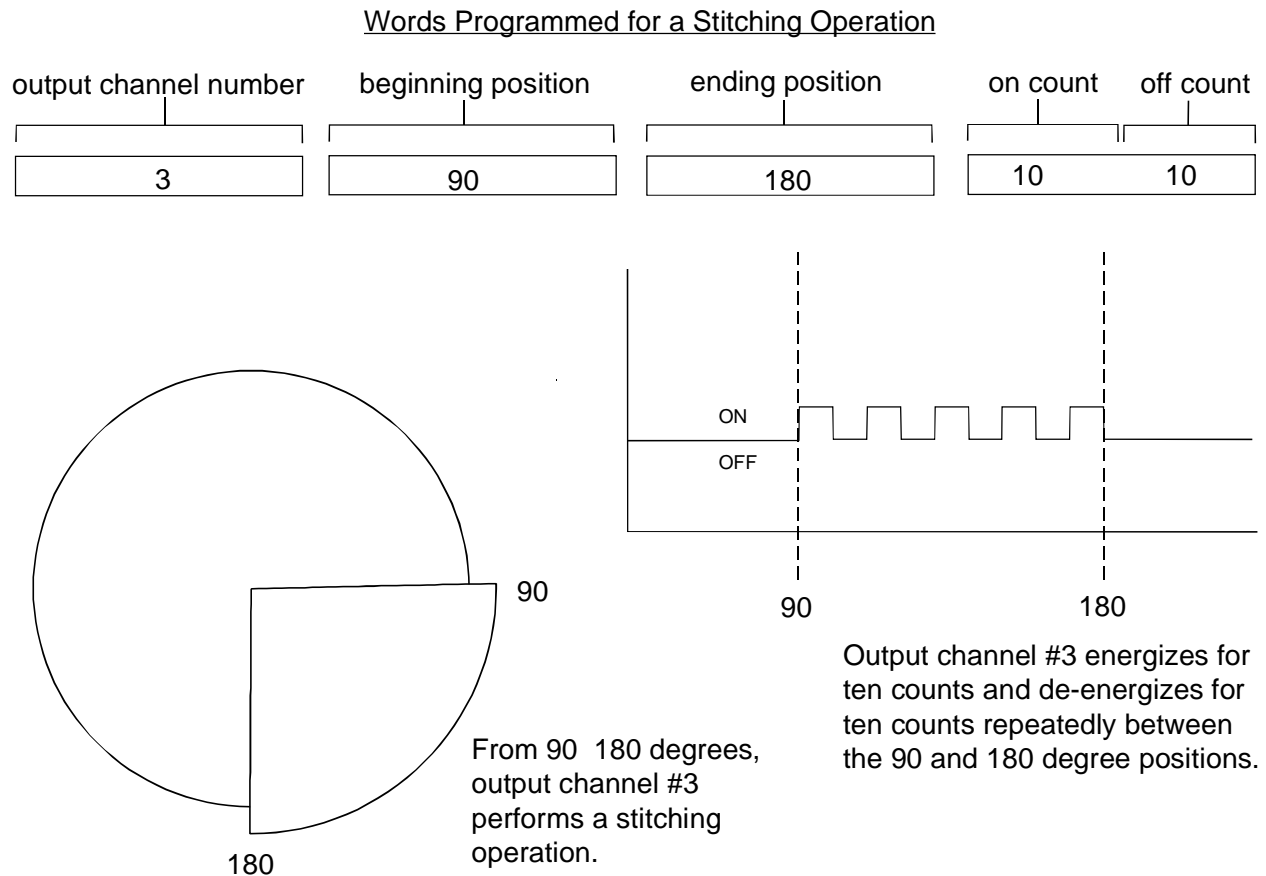 Words Programmed for a Stitching Operation
output channel number
beginning position
ending position
on count
off count
3
90
180
10
10
ON
OFF
90
180
90
180
From 90 180 degrees,
output channel #3
performs a stitching
operation.
Output channel #3 energizes for
ten counts and de-energizes for
ten counts repeatedly between
the 90 and 180 degree positions.